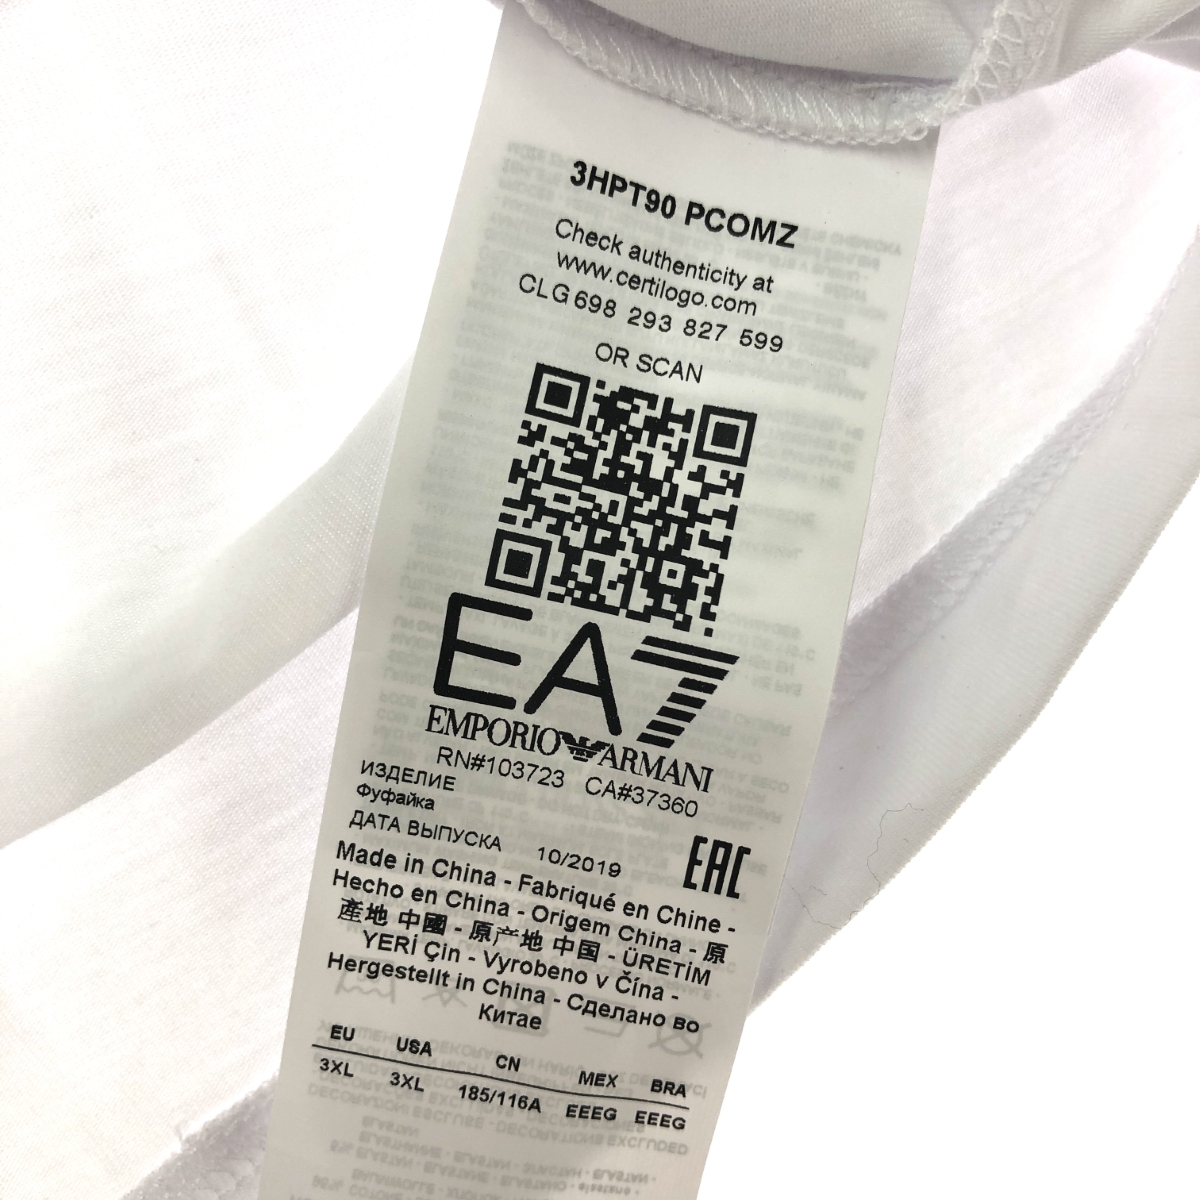 3HPT90 PCOMZ
Check authenticity at
www.certilogo.com
CLG 698 293 827 599
OR SCAN
EA7
EMPORIO ARMANI
RN#103723 CA#37360
ИЗДЕЛИЕ
Фуфайка
ДАТА ВЫПУСКА 10/2019
EAC
Made in China - Fabriqué en Chine -
Hecho en China - Origem China - 原
產地 中國 - 原产地 中国 - ÜRETİM
YERİ Çin - Vyrobeno v Čína -
Hergestellt in China - Сделано во
Китае
EU USA CN MEX BRA
3XL 3XL 185/116A EEEG EEEG